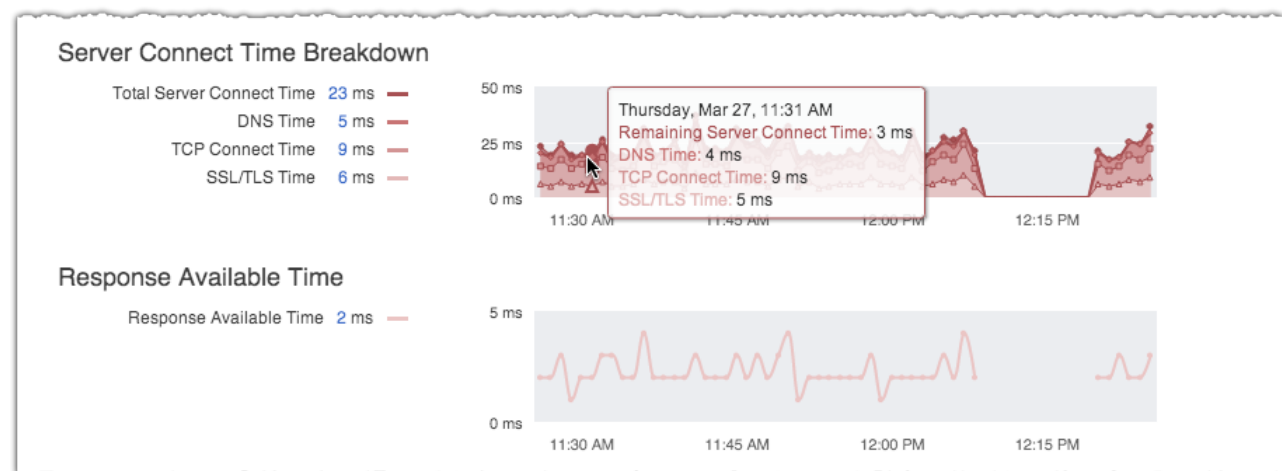 Server Connect Time Breakdown
Total Server Connect Time 23 ms
DNS Time 5 ms
TCP Connect Time 9 ms
SSL/TLS Time 6 ms
50 ms
25 ms
0 ms
Thursday, Mar 27, 11:31 AM
Remaining Server Connect Time: 3 ms
DNS Time: 4 ms
TCP Connect Time: 9 ms
SSL/TLS Time: 5 ms
11:30 AM 11:45 AM 12:00 PM 12:15 PM
Response Available Time
Response Available Time 2 ms
5 ms
0 ms
11:30 AM 11:45 AM 12:00 PM 12:15 PM